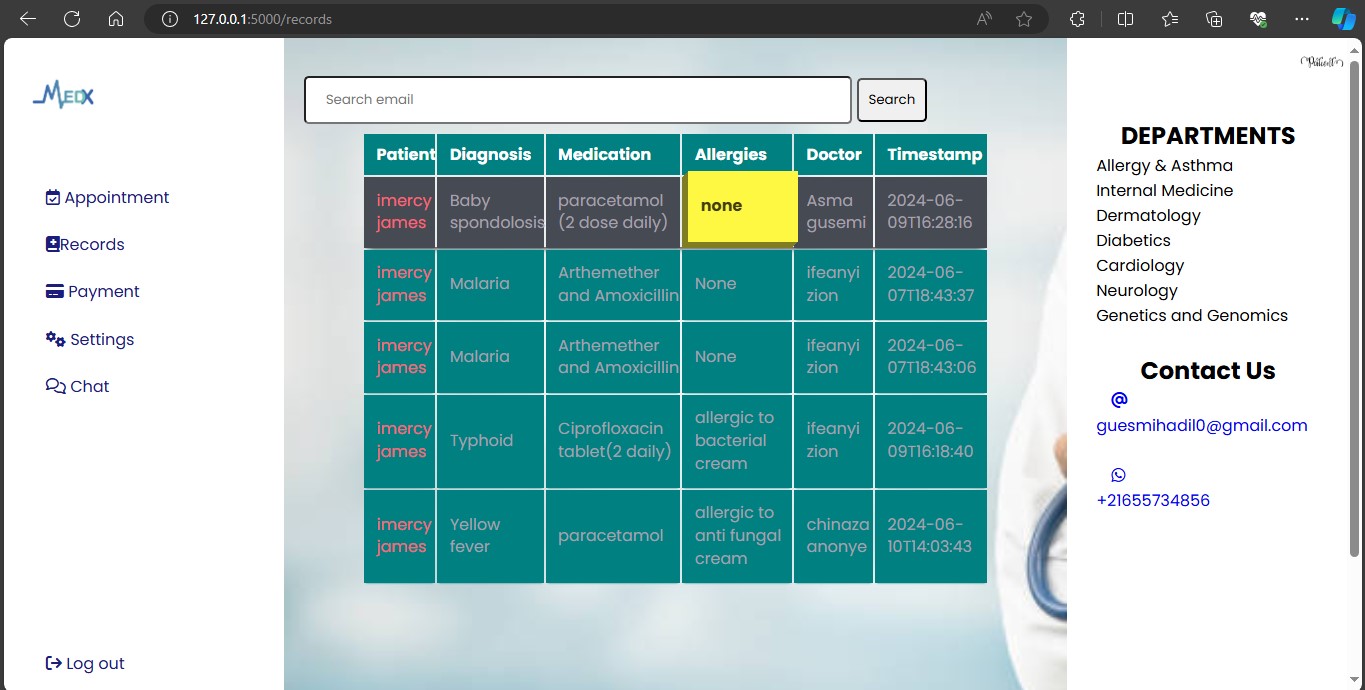 127.0.0.1:5000/records
MEDX
Search email
Search
Appointment
Records
Payment
Settings
Chat
Log out
Patient Diagnosis Medication Allergies Doctor Timestamp
imercy Baby paracetamol none Asma 2024-06-
james spondolosis (2 dose daily) gusemi 09T16:28:16
imercy Malaria Arthemether None ifeanyi 2024-06-
james and Amoxicillin zion 07T18:43:37
imercy Malaria Arthemether None ifeanyi 2024-06-
james and Amoxicillin zion 07T18:43:06
imercy Typhoid Ciprofloxacin allergic to ifeanyi 2024-06-
james tablet(2 daily) bacterial zion 09T16:18:40
cream
imercy Yellow paracetamol allergic to chinaza 2024-06-
james fever anti fungal anonye 10T14:03:43
cream
DEPARTMENTS
Allergy & Asthma
Internal Medicine
Dermatology
Diabetics
Cardiology
Neurology
Genetics and Genomics
Contact Us
@
guesmihadil0@gmail.com
+21655734856